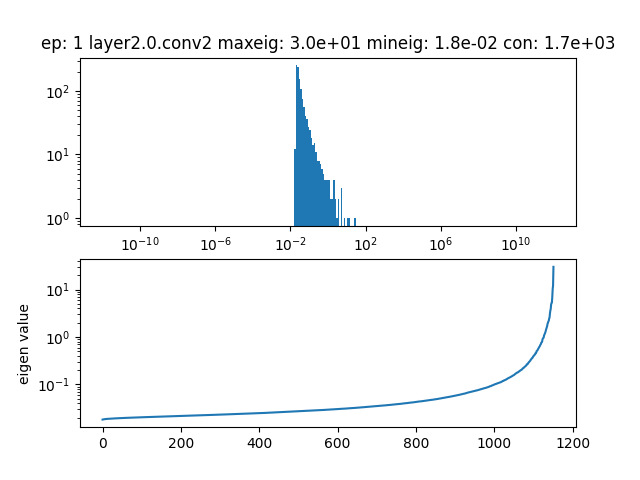 ep: 1 layer2.0.conv2 maxeig: 3.0e+01 mineig: 1.8e-02 con: 1.7e+03
10²
10¹
10⁰
10⁻¹⁰ 10⁻⁶ 10⁻² 10² 10⁶ 10¹⁰
eigen value
10¹
10⁰
10⁻¹
0 200 400 600 800 1000 1200